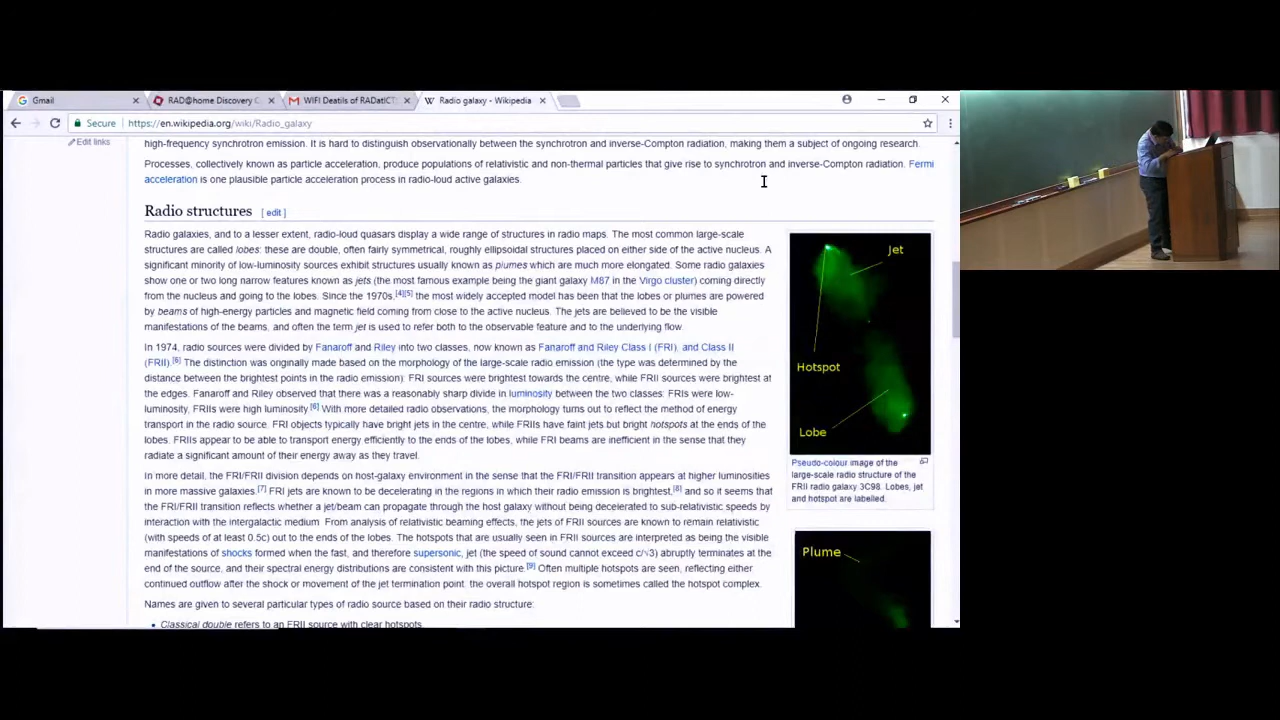 Gmail
RAD@home Discovery C
WIFI Deatils of RADatICT
Radio galaxy - Wikipedia
Secure
https://en.wikipedia.org/wiki/Radio_galaxy
Edit links
high-frequency synchrotron emission. It is hard to distinguish observationally between the synchrotron and inverse-Compton radiation, making them a subject of ongoing research.
Processes, collectively known as particle acceleration, produce populations of relativistic and non-thermal particles that give rise to synchrotron and inverse-Compton radiation. Fermi
acceleration is one plausible particle acceleration process in radio-loud active galaxies.
Radio structures [ edit ]
Radio galaxies, and to a lesser extent, radio-loud quasars display a wide range of structures in radio maps. The most common large-scale
structures are called lobes: these are double, often fairly symmetrical, roughly ellipsoidal structures placed on either side of the active nucleus. A
significant minority of low-luminosity sources exhibit structures usually known as plumes which are much more elongated. Some radio galaxies
show one or two long narrow features known as jets (the most famous example being the giant galaxy M87 in the Virgo cluster) coming directly
from the nucleus and going to the lobes. Since the 1970s,[4][5] the most widely accepted model has been that the lobes or plumes are powered
by beams of high-energy particles and magnetic field coming from close to the active nucleus. The jets are believed to be the visible
manifestations of the beams, and often the term jet is used to refer both to the observable feature and to the underlying flow.
In 1974, radio sources were divided by Fanaroff and Riley into two classes, now known as Fanaroff and Riley Class I (FRI), and Class II
(FRII).[6] The distinction was originally made based on the morphology of the large-scale radio emission (the type was determined by the
distance between the brightest points in the radio emission): FRI sources were brightest towards the centre, while FRII sources were brightest at
the edges. Fanaroff and Riley observed that there was a reasonably sharp divide in luminosity between the two classes: FRIs were low-
luminosity, FRIIs were high luminosity.[6] With more detailed radio observations, the morphology turns out to reflect the method of energy
transport in the radio source. FRI objects typically have bright jets in the centre, while FRIIs have faint jets but bright hotspots at the ends of the
lobes. FRIIs appear to be able to transport energy efficiently to the ends of the lobes, while FRI beams are inefficient in the sense that they
radiate a significant amount of their energy away as they travel.
In more detail, the FRI/FRII division depends on host-galaxy environment in the sense that the FRI/FRII transition appears at higher luminosities
in more massive galaxies.[7] FRI jets are known to be decelerating in the regions in which their radio emission is brightest,[8] and so it seems that
the FRI/FRII transition reflects whether a jet/beam can propagate through the host galaxy without being decelerated to sub-relativistic speeds by
interaction with the intergalactic medium. From analysis of relativistic beaming effects, the jets of FRII sources are known to remain relativistic
(with speeds of at least 0.5c) out to the ends of the lobes. The hotspots that are usually seen in FRII sources are interpreted as being the visible
manifestations of shocks formed when the fast, and therefore supersonic, jet (the speed of sound cannot exceed c/√3) abruptly terminates at the
end of the source, and their spectral energy distributions are consistent with this picture.[9] Often multiple hotspots are seen, reflecting either
continued outflow after the shock or movement of the jet termination point: the overall hotspot region is sometimes called the hotspot complex.
Names are given to several particular types of radio source based on their radio structure:
• Classical double refers to an FRII source with clear hotspots.
Jet
Hotspot
Lobe
Pseudo-colour image of the
large-scale radio structure of the
FRII radio galaxy 3C98. Lobes, jet
and hotspot are labelled.
Plume